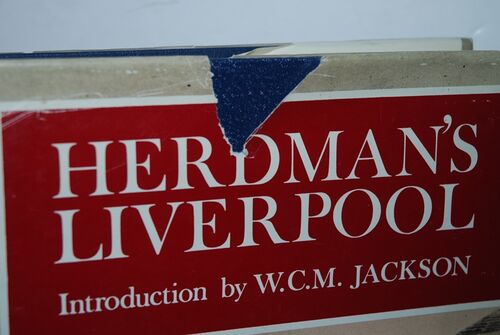 HERDMAN'S
LIVERPOOL
Introduction by W.C.M. JACKSON